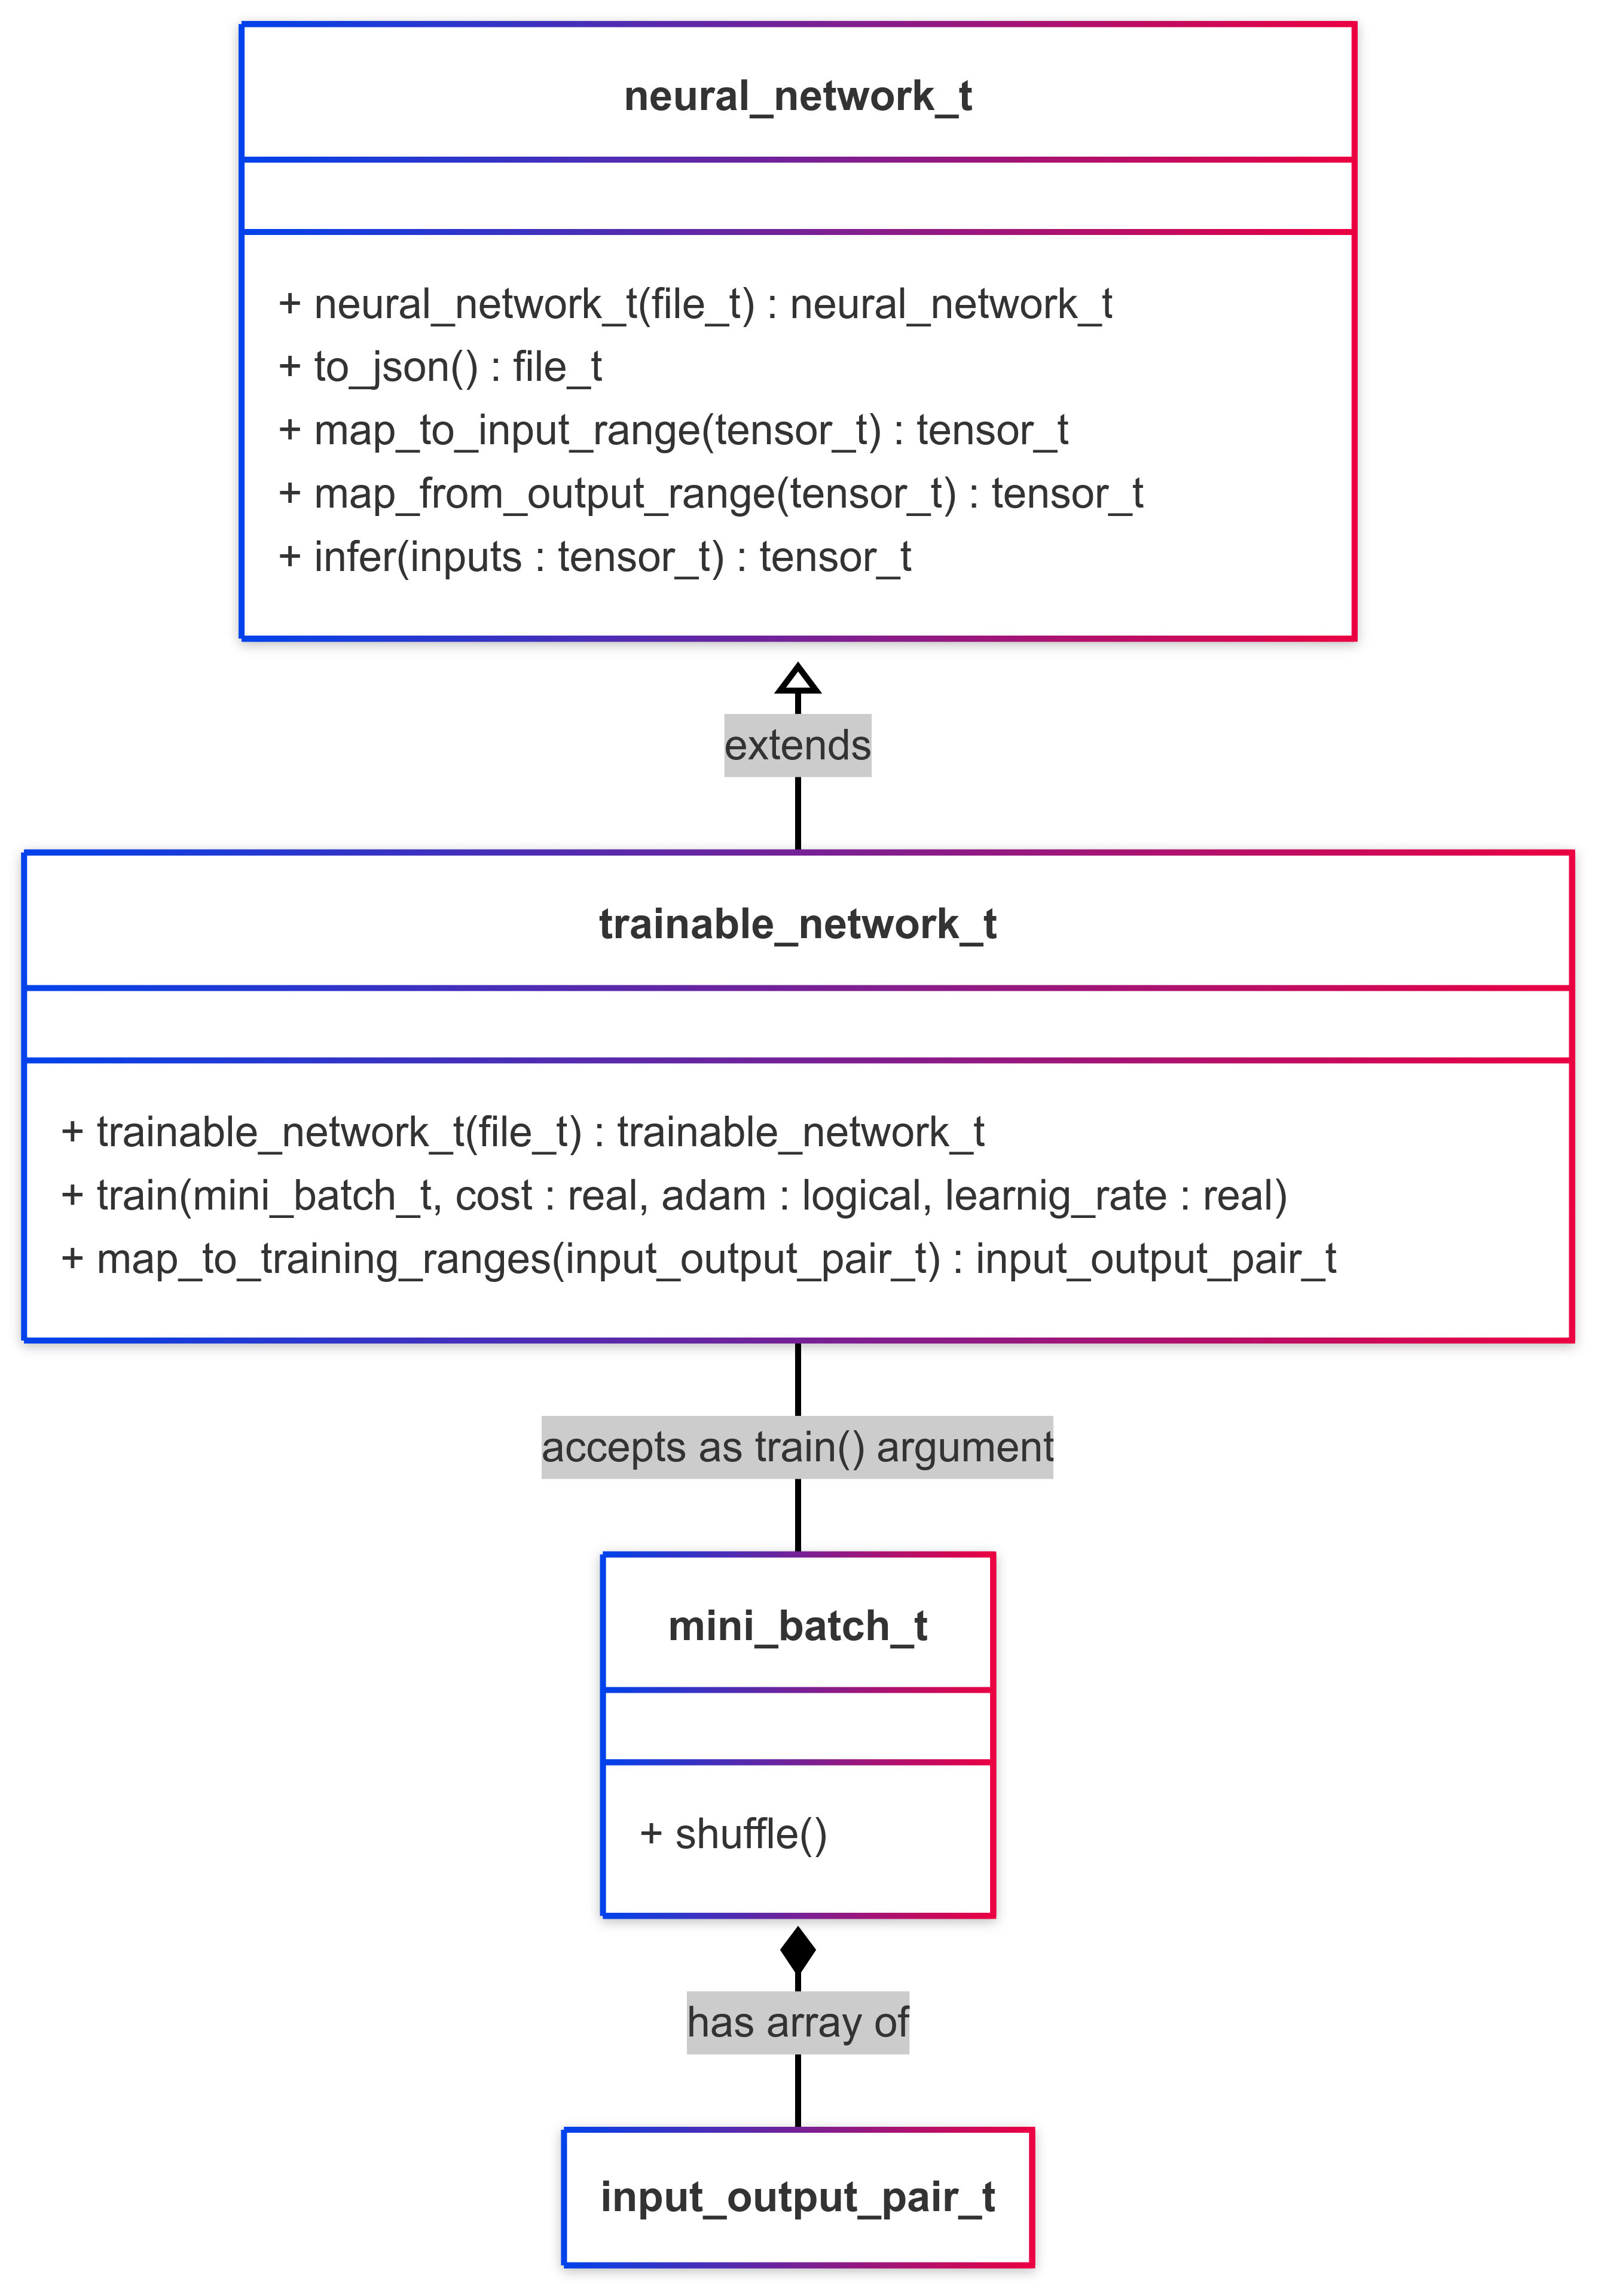 neural_network_t
+ neural_network_t(file_t) : neural_network_t
+ to_json() : file_t
+ map_to_input_range(tensor_t) : tensor_t
+ map_from_output_range(tensor_t) : tensor_t
+ infer(inputs : tensor_t) : tensor_t
extends
trainable_network_t
+ trainable_network_t(file_t) : trainable_network_t
+ train(mini_batch_t, cost : real, adam : logical, learnig_rate : real)
+ map_to_training_ranges(input_output_pair_t) : input_output_pair_t
accepts as train() argument
mini_batch_t
+ shuffle()
has array of
input_output_pair_t